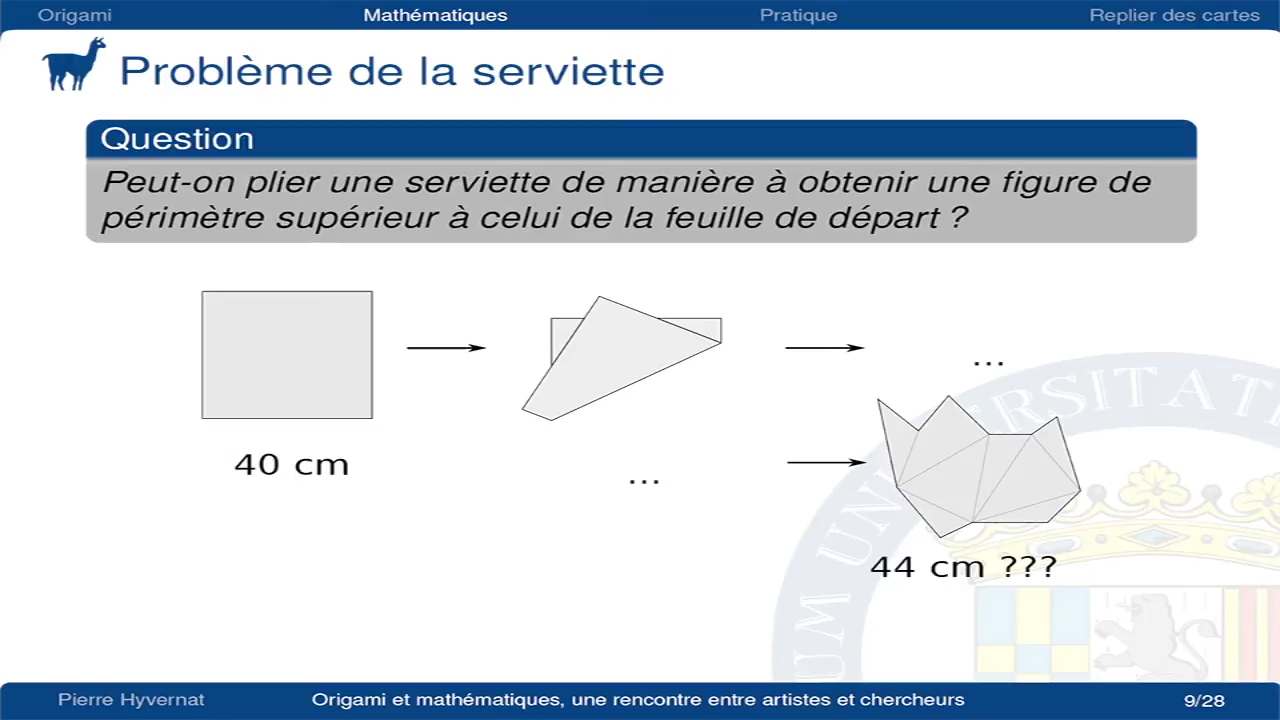 Origami Mathématiques Pratique Replier des cartes
Problème de la serviette
Question
Peut-on plier une serviette de manière à obtenir une figure de
périmètre supérieur à celui de la feuille de départ ?
...
40 cm
...
44 cm ???
Pierre Hyvernat Origami et mathématiques, une rencontre entre artistes et chercheurs 9/28